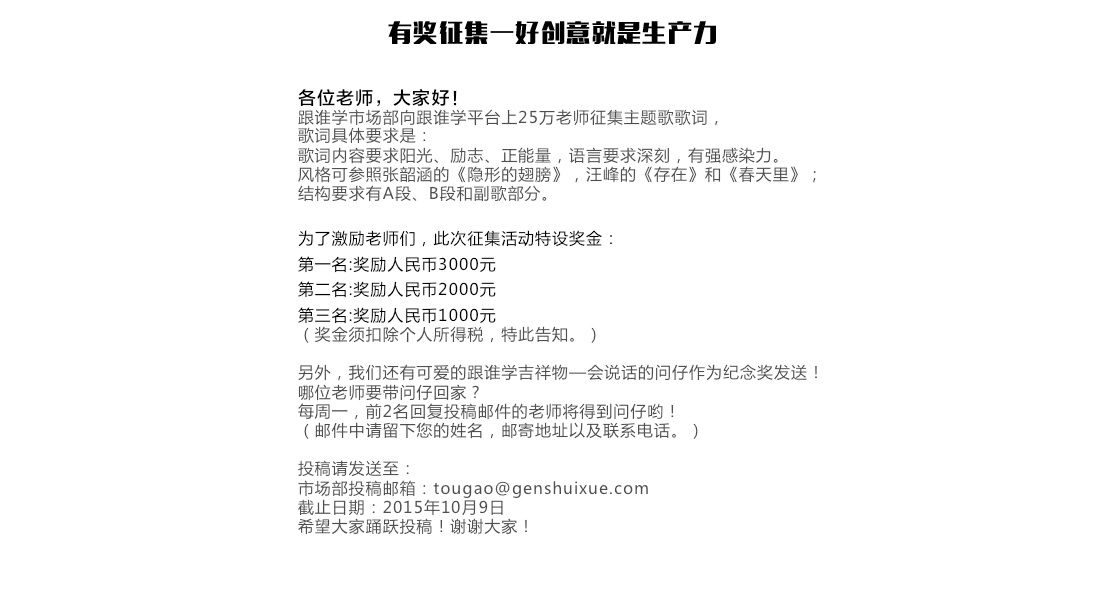 有奖征集—好创意就是生产力
各位老师，大家好！
跟谁学市场部向跟谁学平台上25万老师征集主题歌歌词，
歌词具体要求是：
歌词内容要求阳光、励志、正能量，语言要求深刻，有强感染力。
风格可参照张韶涵的《隐形的翅膀》，汪峰的《存在》和《春天里》；
结构要求有A段、B段和副歌部分。
为了激励老师们，此次征集活动特设奖金：
第一名:奖励人民币3000元
第二名:奖励人民币2000元
第三名:奖励人民币1000元
（奖金须扣除个人所得税，特此告知。）
另外，我们还有可爱的跟谁学吉祥物—会说话的问仔作为纪念奖发送！
哪位老师要带问仔回家？
每周一，前2名回复投稿邮件的老师将得到问仔哟！
（邮件中请留下您的姓名，邮寄地址以及联系电话。）
投稿请发送至：
市场部投稿邮箱：tougao@genshuixue.com
截止日期：2015年10月9日
希望大家踊跃投稿！谢谢大家！